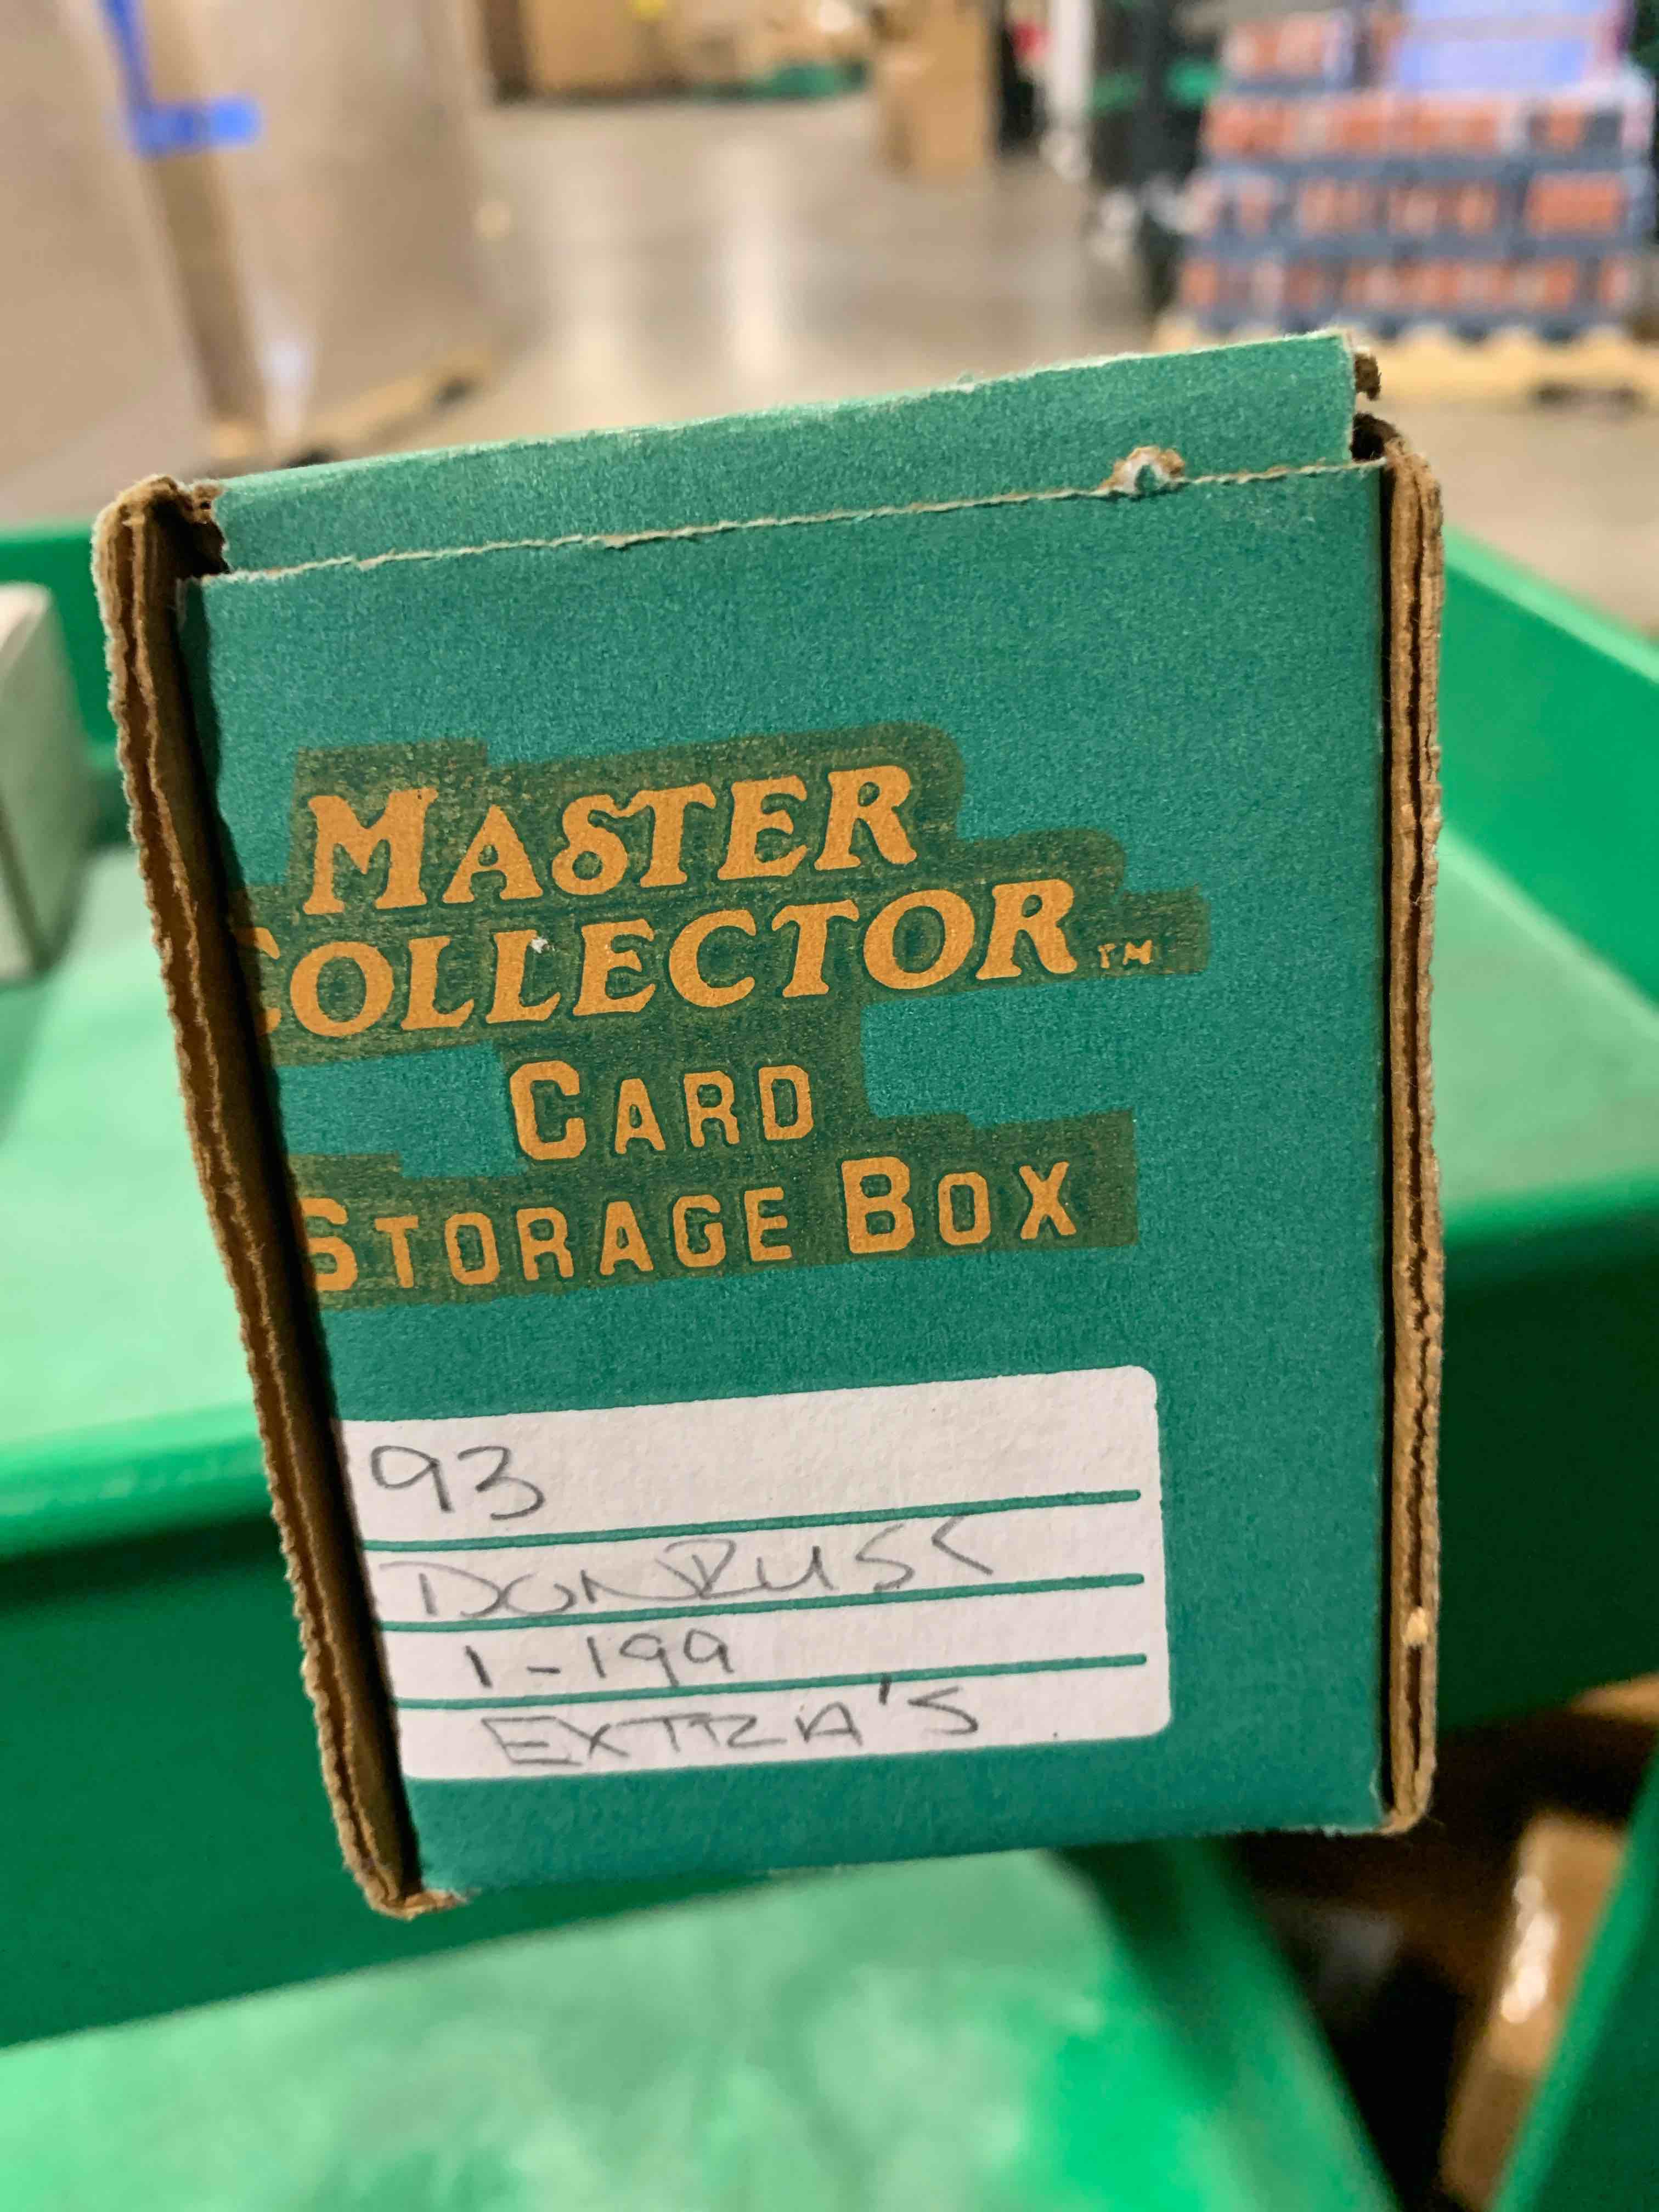 MASTER
COLLECTOR™
CARD
STORAGE BOX
93
DONRUSS
1-199
EXTRA'S